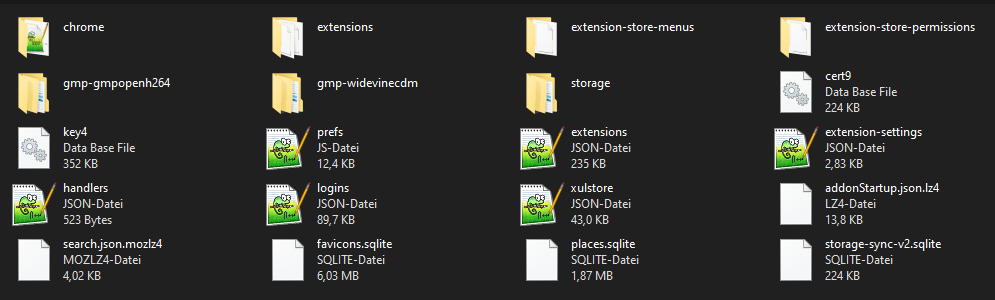 chrome
extensions
extension-store-menus
extension-store-permissions
gmp-gmpopenh264
gmp-widevinecdm
storage
cert9
Data Base File
224 KB
key4
Data Base File
352 KB
prefs
JS-Datei
12,4 KB
extensions
JSON-Datei
235 KB
extension-settings
JSON-Datei
2,83 KB
handlers
JSON-Datei
523 Bytes
logins
JSON-Datei
89,7 KB
xulstore
JSON-Datei
43,0 KB
addonStartup.json.lz4
LZ4-Datei
13,8 KB
search.json.mozlz4
MOZLZ4-Datei
4,02 KB
favicons.sqlite
SQLITE-Datei
6,03 MB
places.sqlite
SQLITE-Datei
1,87 MB
storage-sync-v2.sqlite
SQLITE-Datei
224 KB